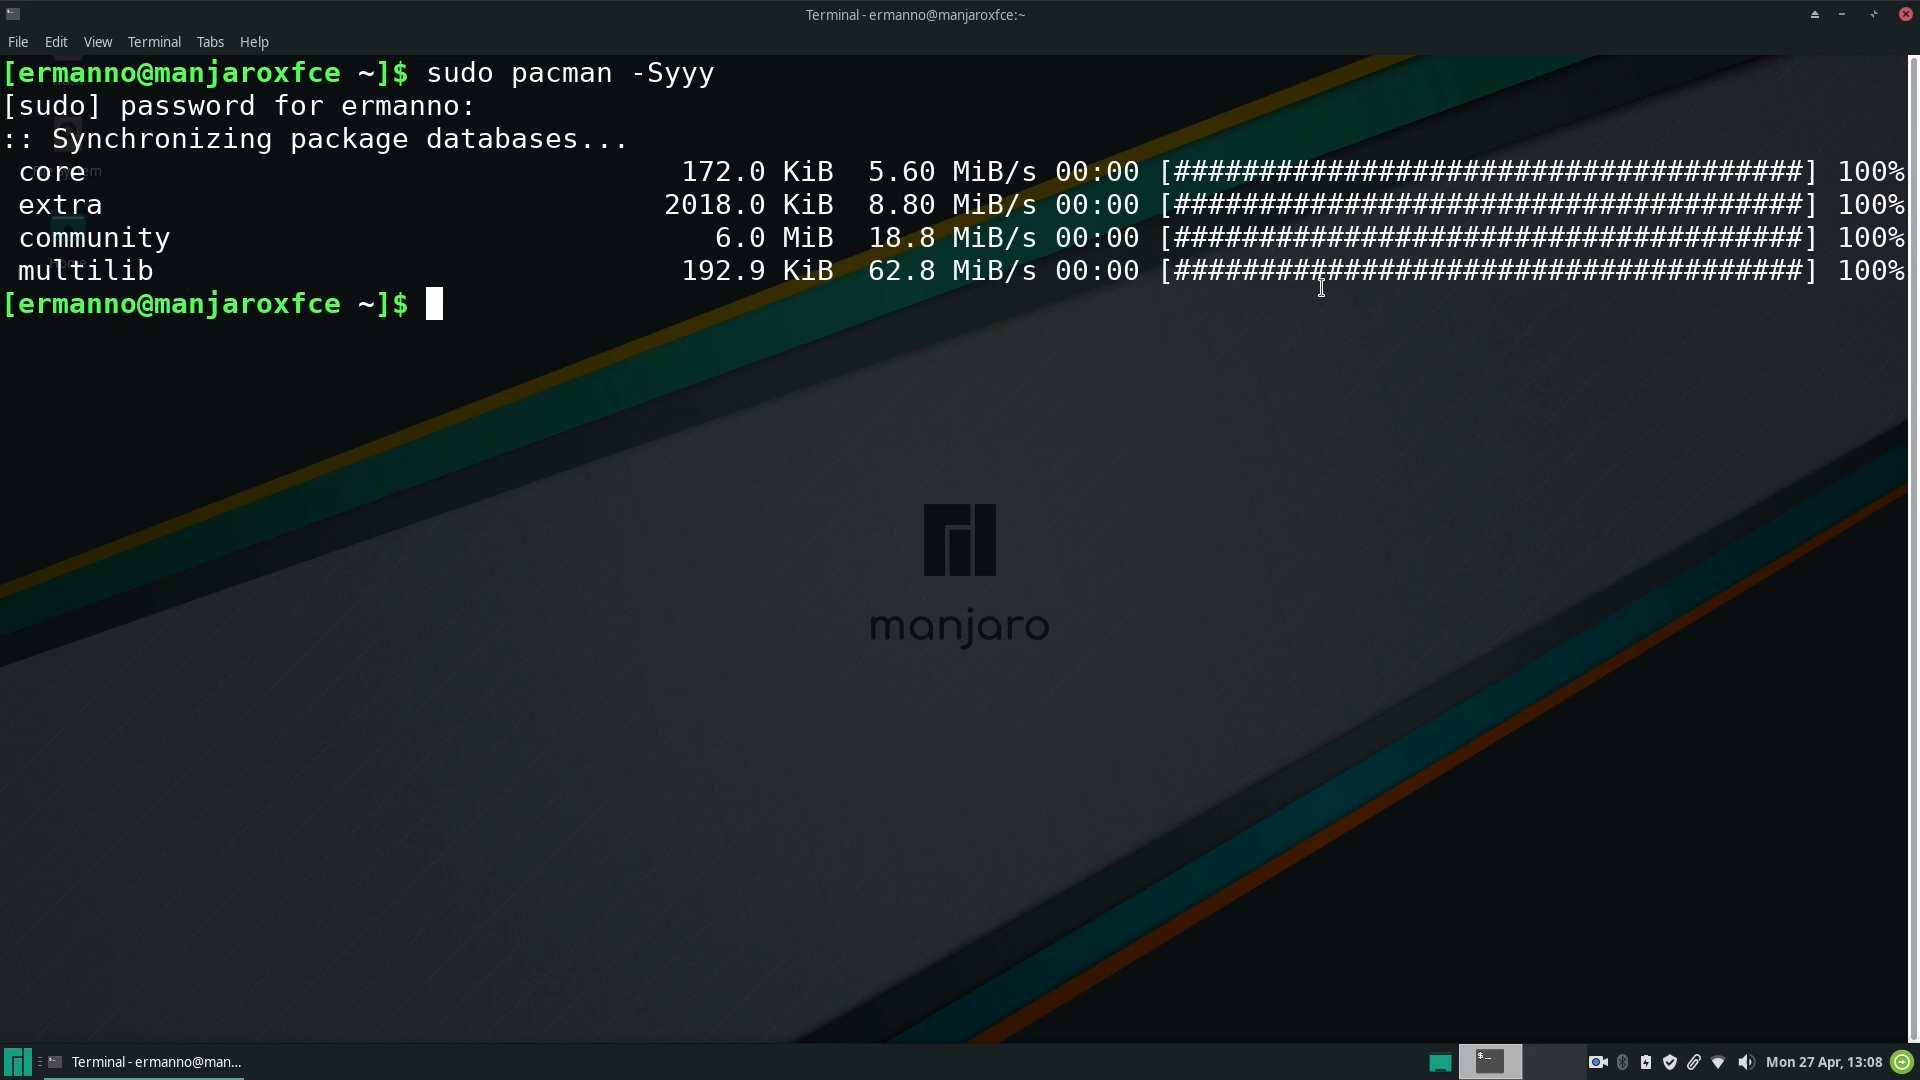 Terminal - ermanno@manjaroxfce:~
File Edit View Terminal Tabs Help
[ermanno@manjaroxfce ~]$ sudo pacman -Syyy
[sudo] password for ermanno:
:: Synchronizing package databases...
core 172.0 KiB 5.60 MiB/s 00:00 [#####################################] 100%
extra 2018.0 KiB 8.80 MiB/s 00:00 [#####################################] 100%
community 6.0 MiB 18.8 MiB/s 00:00 [#####################################] 100%
multilib 192.9 KiB 62.8 MiB/s 00:00 [#####################################] 100%
[ermanno@manjaroxfce ~]$
manjaro
Terminal - ermanno@man... Mon 27 Apr, 13:08